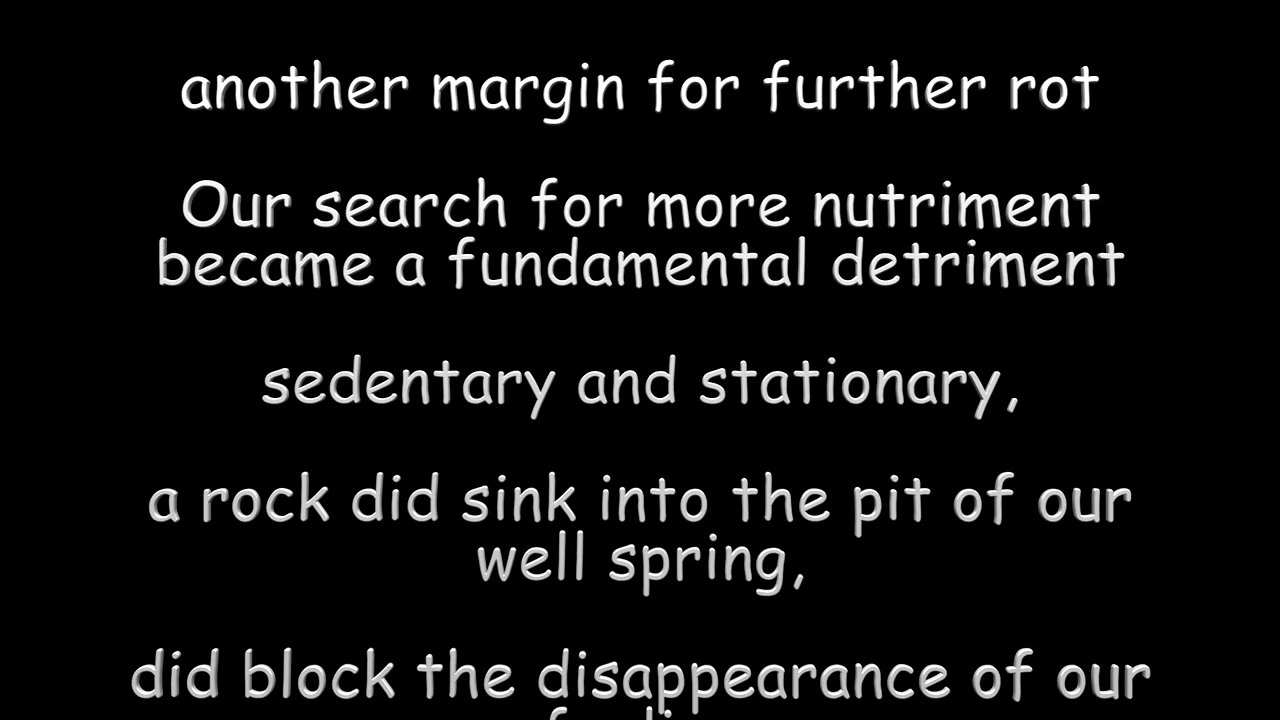 another margin for further rot
Our search for more nutriment
became a fundamental detriment
sedentary and stationary,
a rock did sink into the pit of our
well spring,
did block the disappearance of our